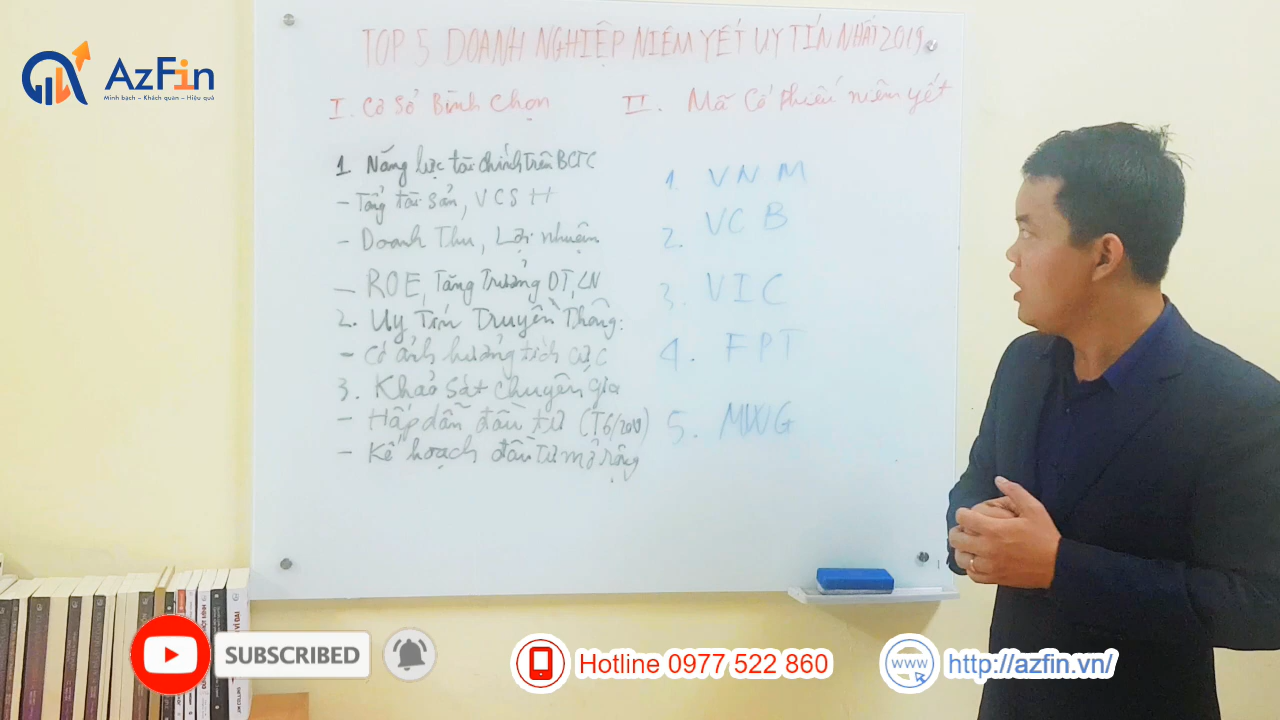 AzFin
Minh bạch – Khách quan – Hiệu quả
TOP 5 DOANH NGHIỆP NIÊM YẾT UY TÍN NHẤT 2019
I. Cơ Sở Bình chọn
1. Năng lực tài chính trên BCTC
- Tổng tài sản, VCSH
- Doanh Thu, Lợi nhuận
- ROE, Tăng Trưởng DT, LN
2. Uy Tín Truyền Thông:
- Có ảnh hưởng tích cực
3. Khảo sát chuyên gia
- Hấp dẫn đầu tư (T6/2019)
- Kế hoạch đầu tư mở rộng
II. Mã Cổ phiếu niêm yết
1. VNM
2. VCB
3. VIC
4. FPT
5. MWG
SUBSCRIBED
Hotline 0977 522 860
www
http://azfin.vn/